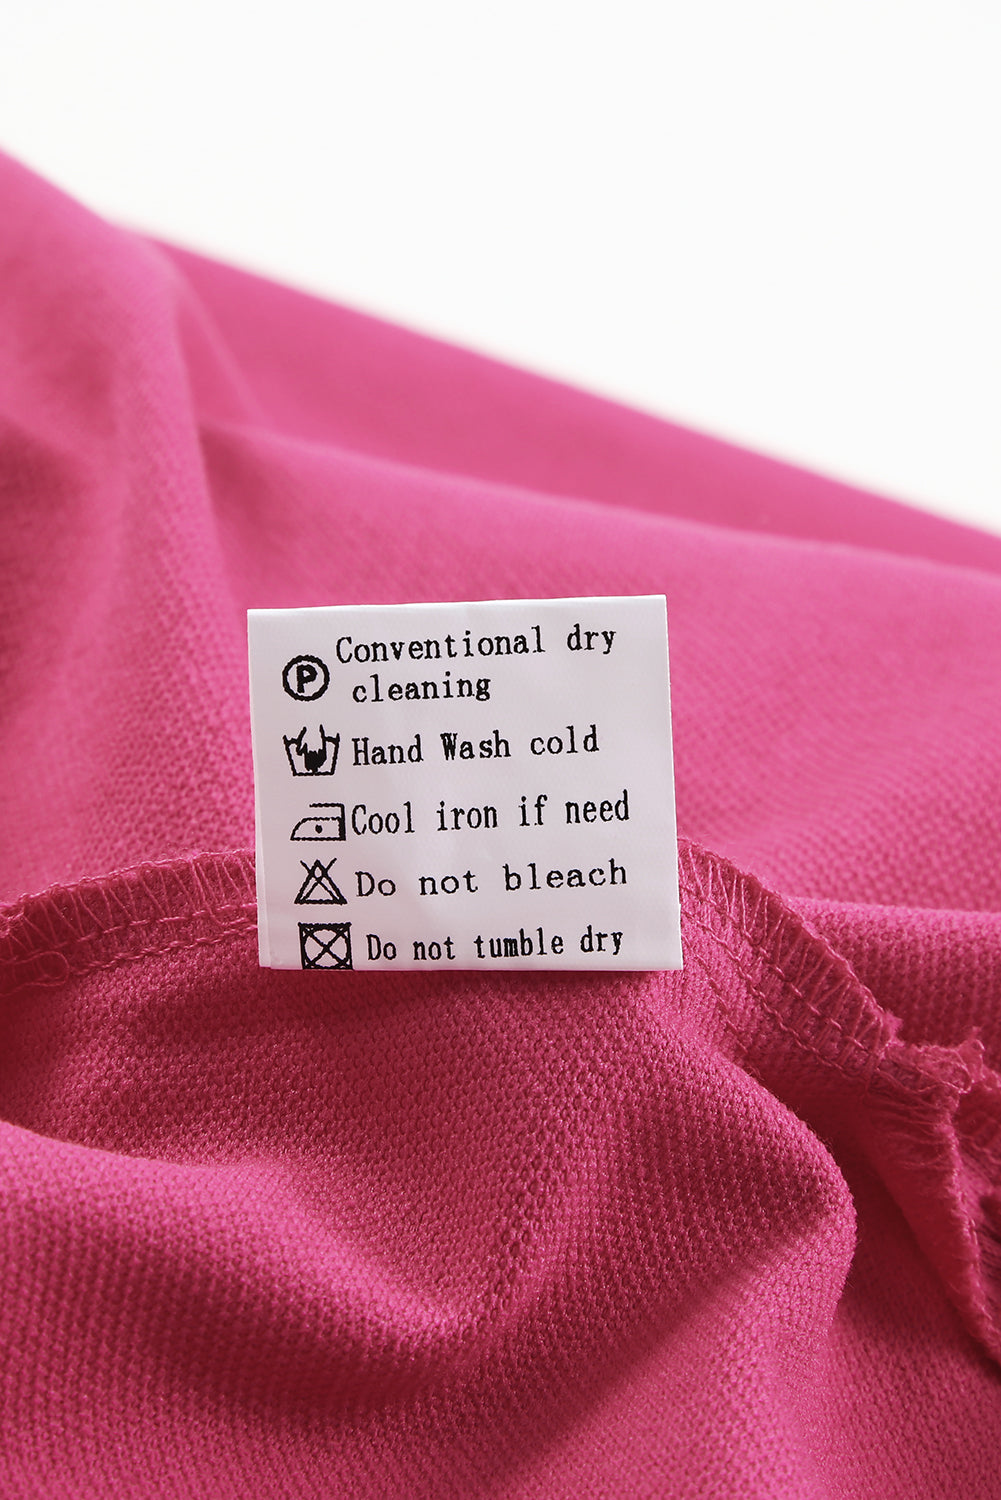 Conventional dry
P
cleaning
Hand Wash cold
Cool iron if need
Do not bleach
Do not tumble dry